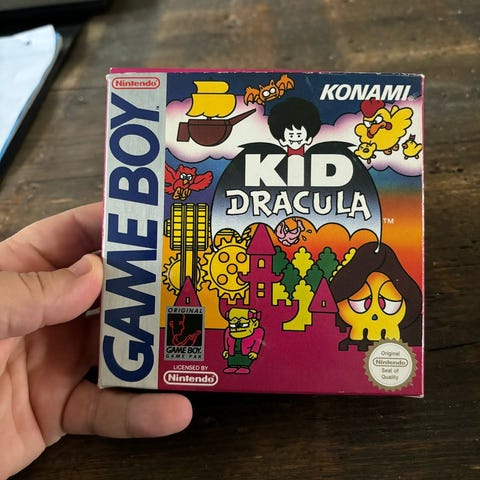 Nintendo
GAME BOY
KONAMI
KID
DRACULA
TM
ORIGINAL
GAME BOY
GAME PAK
LICENSED BY
Nintendo
Original
Nintendo
Seal of
Quality